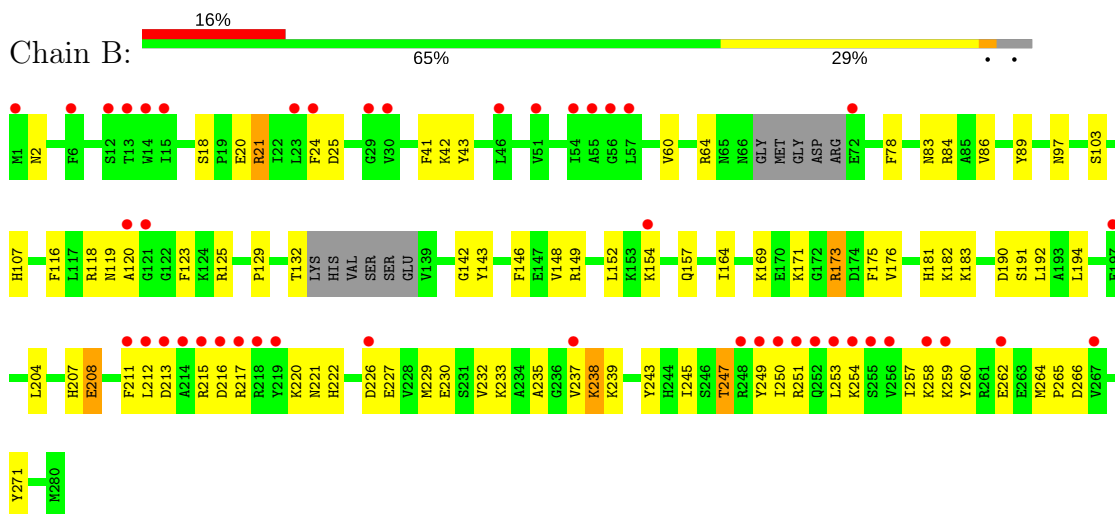 16%
Chain B:
65% 29% • •
M1 N2 F6 S12 T13 W14 I15 S18 P19 E20 R21 I22 L23 F24 D25 G29 V30 F41 K42 Y43 L46 V51 I54 A55 G56 L57 V60 R64 N65 N66 GLY MET GLY ASP ARG E72 F78 N83 R84 A85 V86 Y89 N97 S103
H107 F116 L117 R118 N119 A120 G121 G122 F123 K124 R125 P129 T132 LYS HIS VAL SER SER GLU V139 G142 Y143 F146 E147 V148 R149 L152 K153 K154 Q157 I164 K169 E170 K171 G172 R173 D174 F175 V176 H181 K182 K183 D190 S191 L192 A193 L194 E197
L204 H207 E208 F211 L212 D213 A214 R215 D216 R217 R218 Y219 K220 N221 H222 D226 E227 V228 M229 E230 S231 V232 K233 A234 A235 G236 V237 K238 K239 Y243 H244 I245 S246 T247 R248 Y249 I250 R251 Q252 L253 K254 S255 V256 I257 K258 K259 Y260 R261 E262 E263 M264 P265 D266 V267
Y271 M280